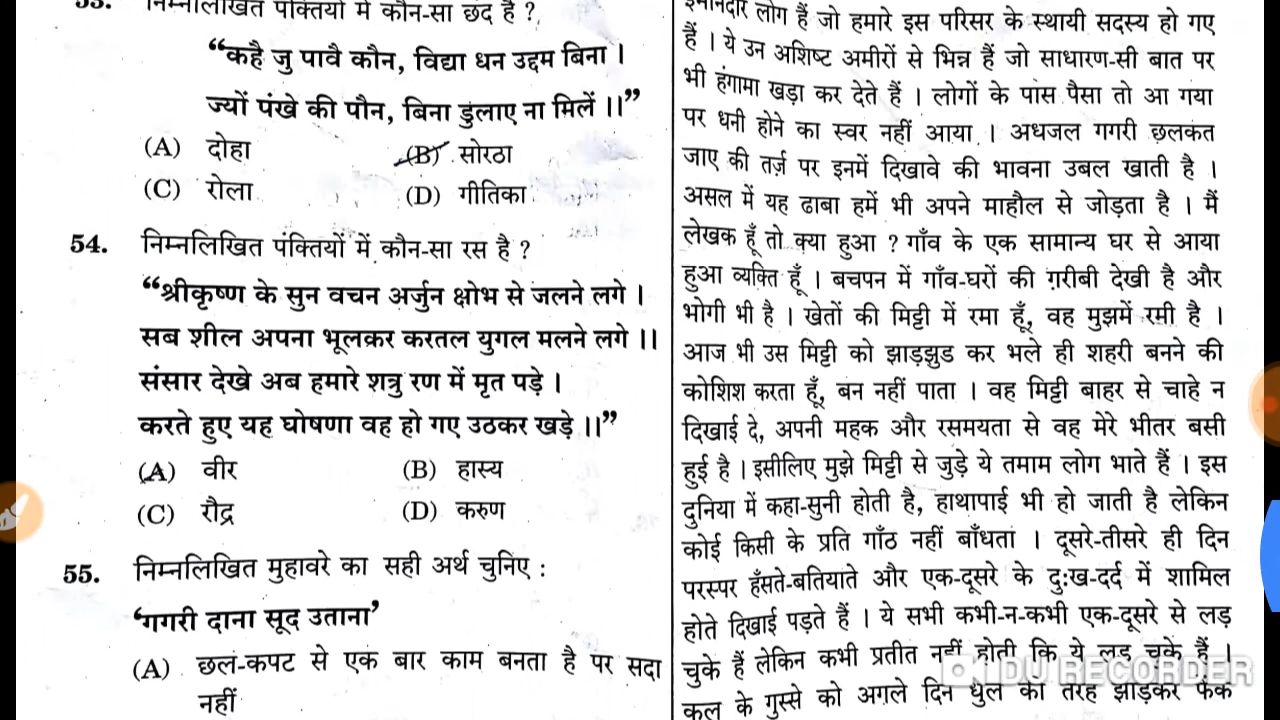 53. निम्नलिखित पंक्तियों में कौन-सा छंद है ?
“कहै जु पावै कौन, विद्या धन उद्दम बिना ।
ज्यों पंखे की पौन, बिना डुलाए ना मिलें ।।”
(A) दोहा
(B) सोरठा
(C) रोला
(D) गीतिका
54. निम्नलिखित पंक्तियों में कौन-सा रस है ?
“श्रीकृष्ण के सुन वचन अर्जुन क्षोभ से जलने लगे ।
सब शील अपना भूलकर करतल युगल मलने लगे ।।
संसार देखे अब हमारे शत्रु रण में मृत पड़े ।
करते हुए यह घोषणा वह हो गए उठकर खड़े ।।”
(A) वीर
(B) हास्य
(C) रौद्र
(D) करुण
55. निम्नलिखित मुहावरे का सही अर्थ चुनिए :
‘गगरी दाना सूद उताना’
(A) छल-कपट से एक बार काम बनता है पर सदा
नहीं
इमानदार लोग हैं जो हमारे इस परिसर के स्थायी सदस्य हो गए
हैं । ये उन अशिष्ट अमीरों से भिन्न हैं जो साधारण-सी बात पर
भी हंगामा खड़ा कर देते हैं । लोगों के पास पैसा तो आ गया
पर धनी होने का स्वर नहीं आया । अधजल गगरी छलकत
जाए की तर्ज़ पर इनमें दिखावे की भावना उबल खाती है ।
असल में यह ढाबा हमें भी अपने माहौल से जोड़ता है । मैं
लेखक हूँ तो क्या हुआ ? गाँव के एक सामान्य घर से आया
हुआ व्यक्ति हूँ । बचपन में गाँव-घरों की ग़रीबी देखी है और
भोगी भी है । खेतों की मिट्टी में रमा हूँ, वह मुझमें रमी है ।
आज भी उस मिट्टी को झाड़झुड कर भले ही शहरी बनने की
कोशिश करता हूँ, बन नहीं पाता । वह मिट्टी बाहर से चाहे न
दिखाई दे, अपनी महक और रसमयता से वह मेरे भीतर बसी
हुई है । इसीलिए मुझे मिट्टी से जुड़े ये तमाम लोग भाते हैं । इस
दुनिया में कहा-सुनी होती है, हाथापाई भी हो जाती है लेकिन
कोई किसी के प्रति गाँठ नहीं बाँधता । दूसरे-तीसरे ही दिन
परस्पर हँसते-बतियाते और एक-दूसरे के दुःख-दर्द में शामिल
होते दिखाई पड़ते हैं । ये सभी कभी-न-कभी एक-दूसरे से लड़
चुके हैं लेकिन कभी प्रतीत नहीं होती कि ये लड़ चुके हैं ।
कल के गुस्से को अगले दिन धुल की तरह झाड़कर फेंक
DU RECORDER